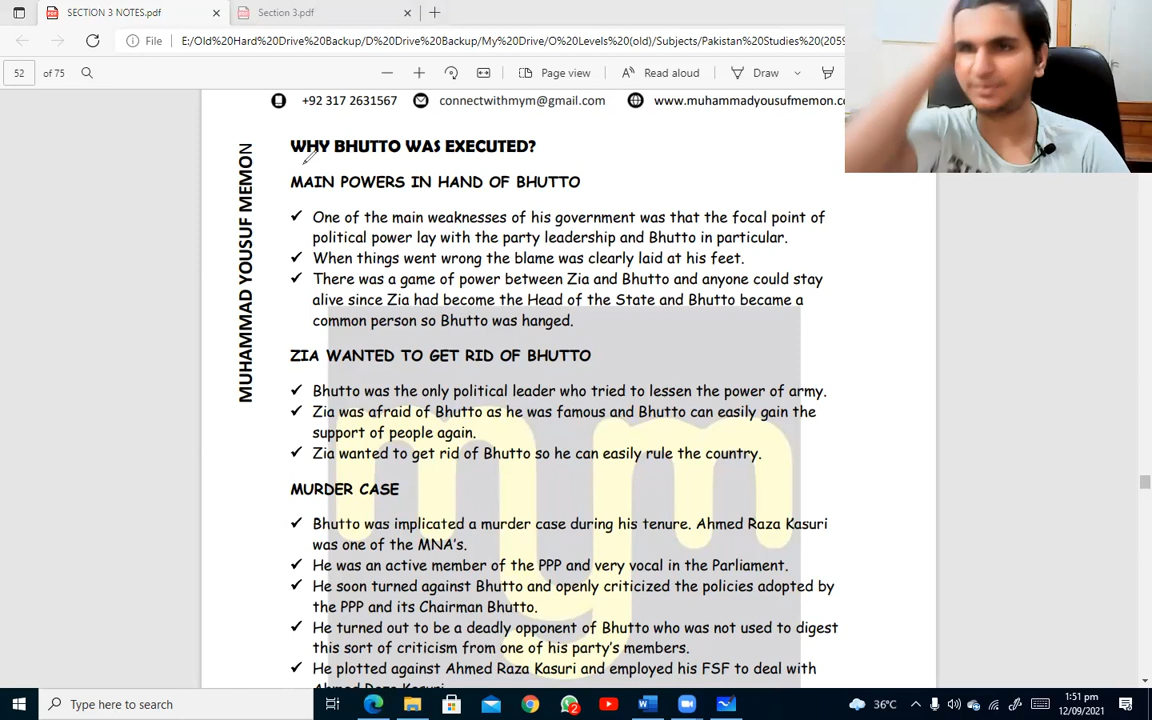 SECTION 3 NOTES.pdf
Section 3.pdf
File
E:/Old%20Hard%20Drive%20Backup/D%20Drive%20Backup/My%20Drive/O%20Levels%20(old)/Subjects/Pakistan%20Studies%20(2059
52 of 75
Page view
Read aloud
Draw
+92 317 2631567
connectwithmym@gmail.com
www.muhammadyousufmemon.co
MUHAMMAD YOUSUF MEMON
WHY BHUTTO WAS EXECUTED?
MAIN POWERS IN HAND OF BHUTTO
One of the main weaknesses of his government was that the focal point of
political power lay with the party leadership and Bhutto in particular.
When things went wrong the blame was clearly laid at his feet.
There was a game of power between Zia and Bhutto and anyone could stay
alive since Zia had become the Head of the State and Bhutto became a
common person so Bhutto was hanged.
ZIA WANTED TO GET RID OF BHUTTO
Bhutto was the only political leader who tried to lessen the power of army.
Zia was afraid of Bhutto as he was famous and Bhutto can easily gain the
support of people again.
Zia wanted to get rid of Bhutto so he can easily rule the country.
MURDER CASE
Bhutto was implicated a murder case during his tenure. Ahmed Raza Kasuri
was one of the MNA's.
He was an active member of the PPP and very vocal in the Parliament.
He soon turned against Bhutto and openly criticized the policies adopted by
the PPP and its Chairman Bhutto.
He turned out to be a deadly opponent of Bhutto who was not used to digest
this sort of criticism from one of his party's members.
He plotted against Ahmed Raza Kasuri and employed his FSF to deal with
Ahmed Raza Kasuri
mym
Type here to search
2
36°C
1:51 pm
12/09/2021